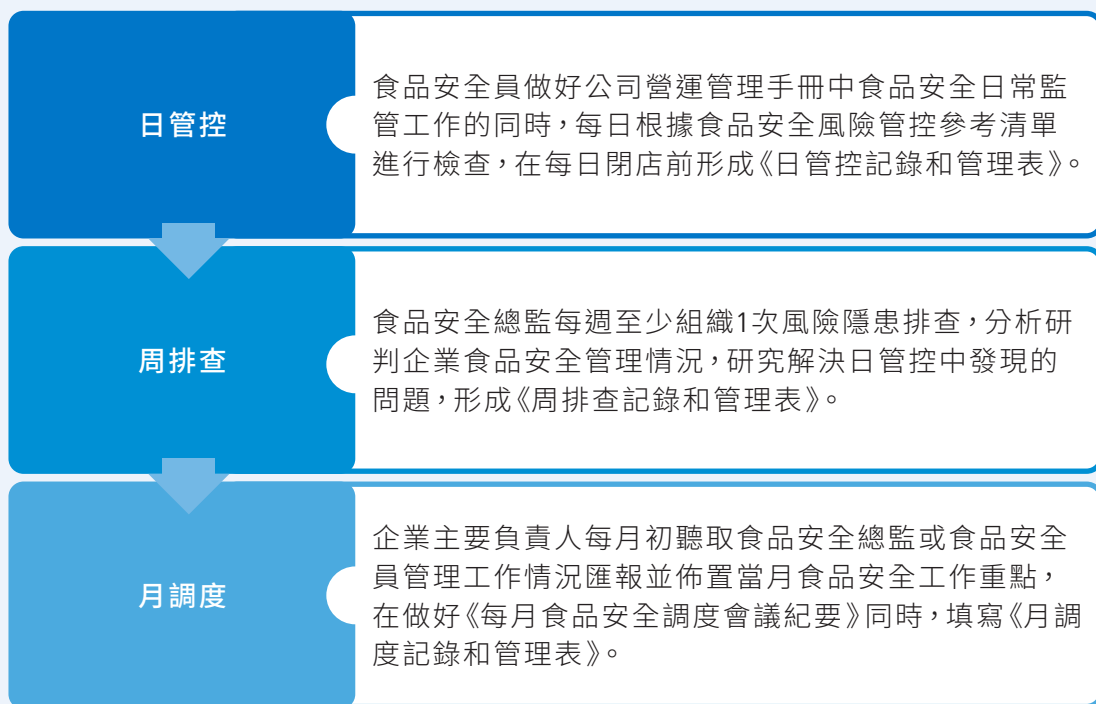 日管控
食品安全員做好公司營運管理手冊中食品安全日常監
管工作的同時，每日根據食品安全風險管控參考清單
進行檢查，在每日閉店前形成《日管控記錄和管理表》。
周排查
食品安全總監每週至少組織1次風險隱患排查，分析研
判企業食品安全管理情況，研究解決日管控中發現的
問題，形成《周排查記錄和管理表》。
月調度
企業主要負責人每月初聽取食品安全總監或食品安全
員管理工作情況匯報並佈置當月食品安全工作重點，
在做好《每月食品安全調度會議紀要》同時，填寫《月調
度記錄和管理表》。